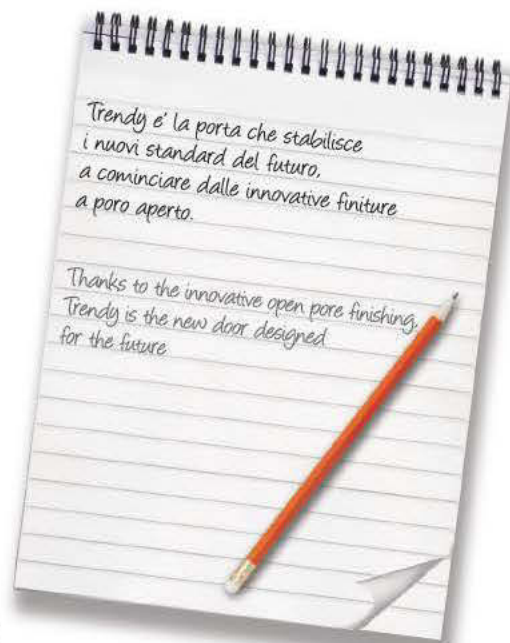 Trendy e' la porta che stabilisce
i nuovi standard del futuro,
a cominciare dalle innovative finiture
a poro aperto.
Thanks to the innovative open pore finishing,
Trendy is the new door designed
for the future